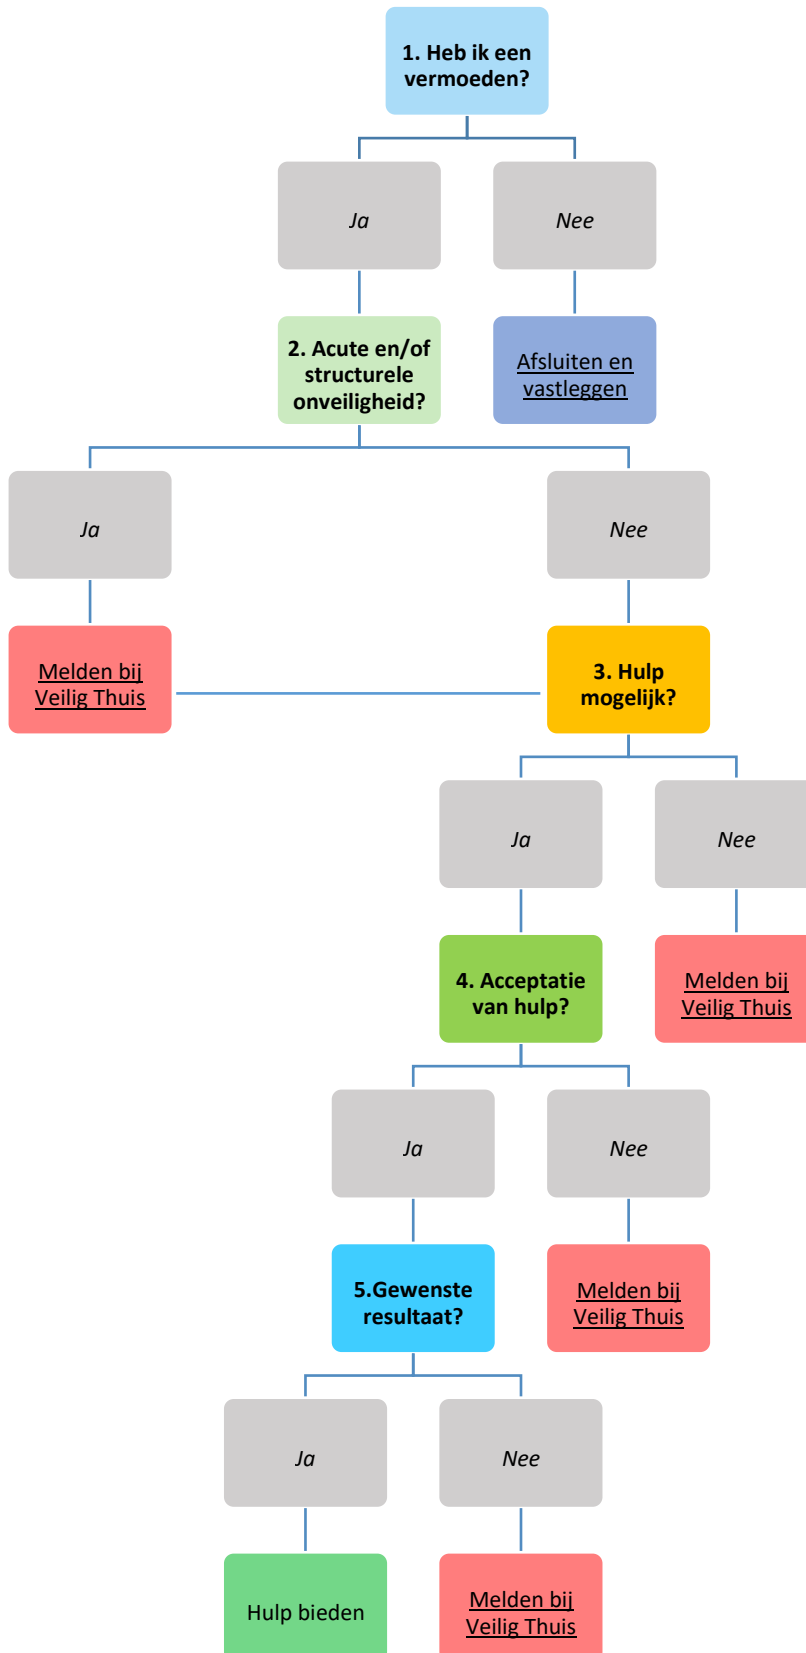 1. Heb ik een
vermoeden?
Ja
Nee
2. Acute en/of
structurele
onveiligheid?
Afsluiten en
vastleggen
Ja
Nee
Melden bij
Veilig Thuis
3. Hulp
mogelijk?
Ja
Nee
4. Acceptatie
van hulp?
Melden bij
Veilig Thuis
Ja
Nee
5.Gewenste
resultaat?
Melden bij
Veilig Thuis
Ja
Nee
Hulp bieden
Melden bij
Veilig Thuis